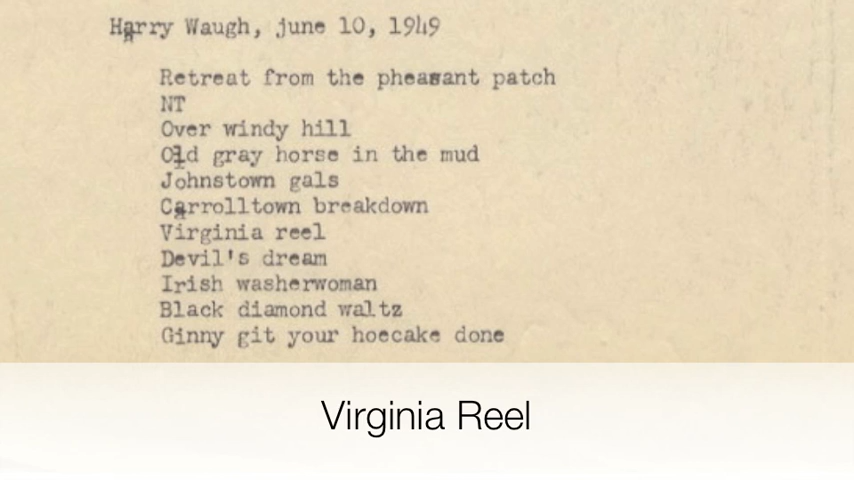 Harry Waugh, june 10, 1949
Retreat from the pheasant patch
NT
Over windy hill
Old gray horse in the mud
Johnstown gals
Carrolltown breakdown
Virginia reel
Devil's dream
Irish washerwoman
Black diamond waltz
Ginny git your hoecake done
Virginia Reel